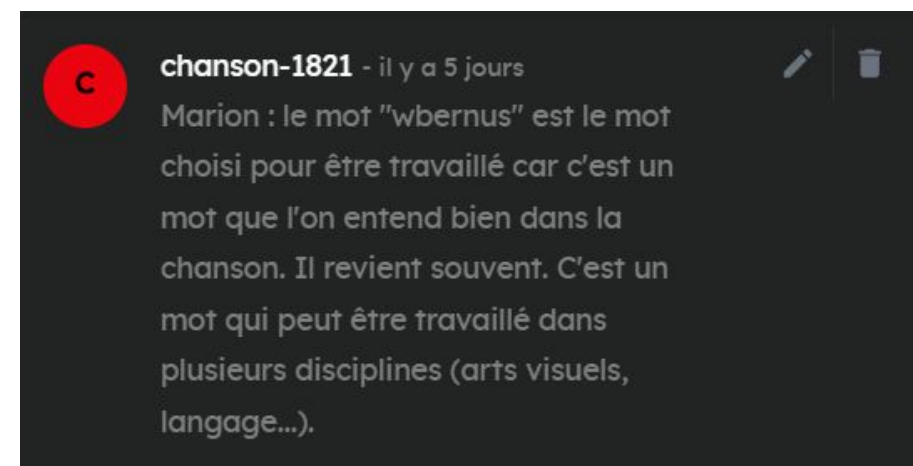 C
chanson-1821 - il y a 5 jours
Marion : le mot "wbernus" est le mot
choisi pour être travaillé car c'est un
mot que l'on entend bien dans la
chanson. Il revient souvent. C'est un
mot qui peut être travaillé dans
plusieurs disciplines (arts visuels,
langage...).